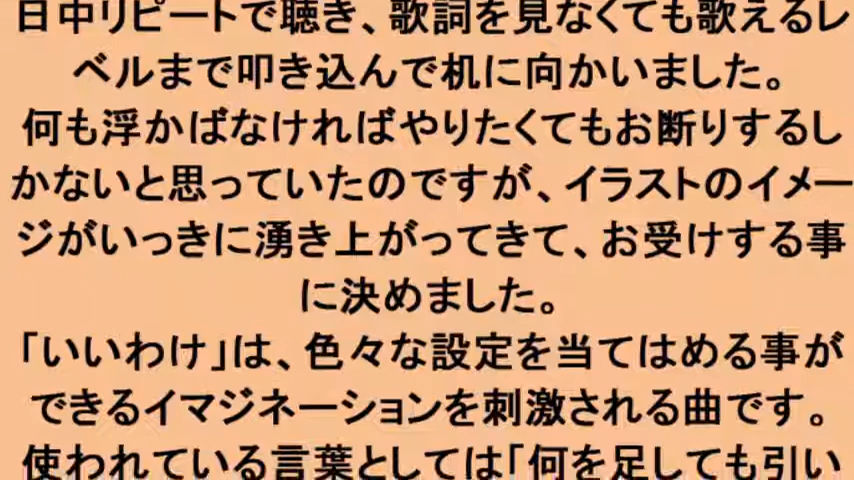 日中リピートで聴き、歌詞を見なくても歌えるレ
ベルまで叩き込んで机に向かいました。
何も浮かばなければやりたくてもお断りするし
かないと思っていたのですが、イラストのイメー
ジがいっきに湧き上がってきて、お受けする事
に決めました。
「いいわけ」は、色々な設定を当てはめる事が
できるイマジネーションを刺激される曲です。
使われている言葉としては「何を足しても引い